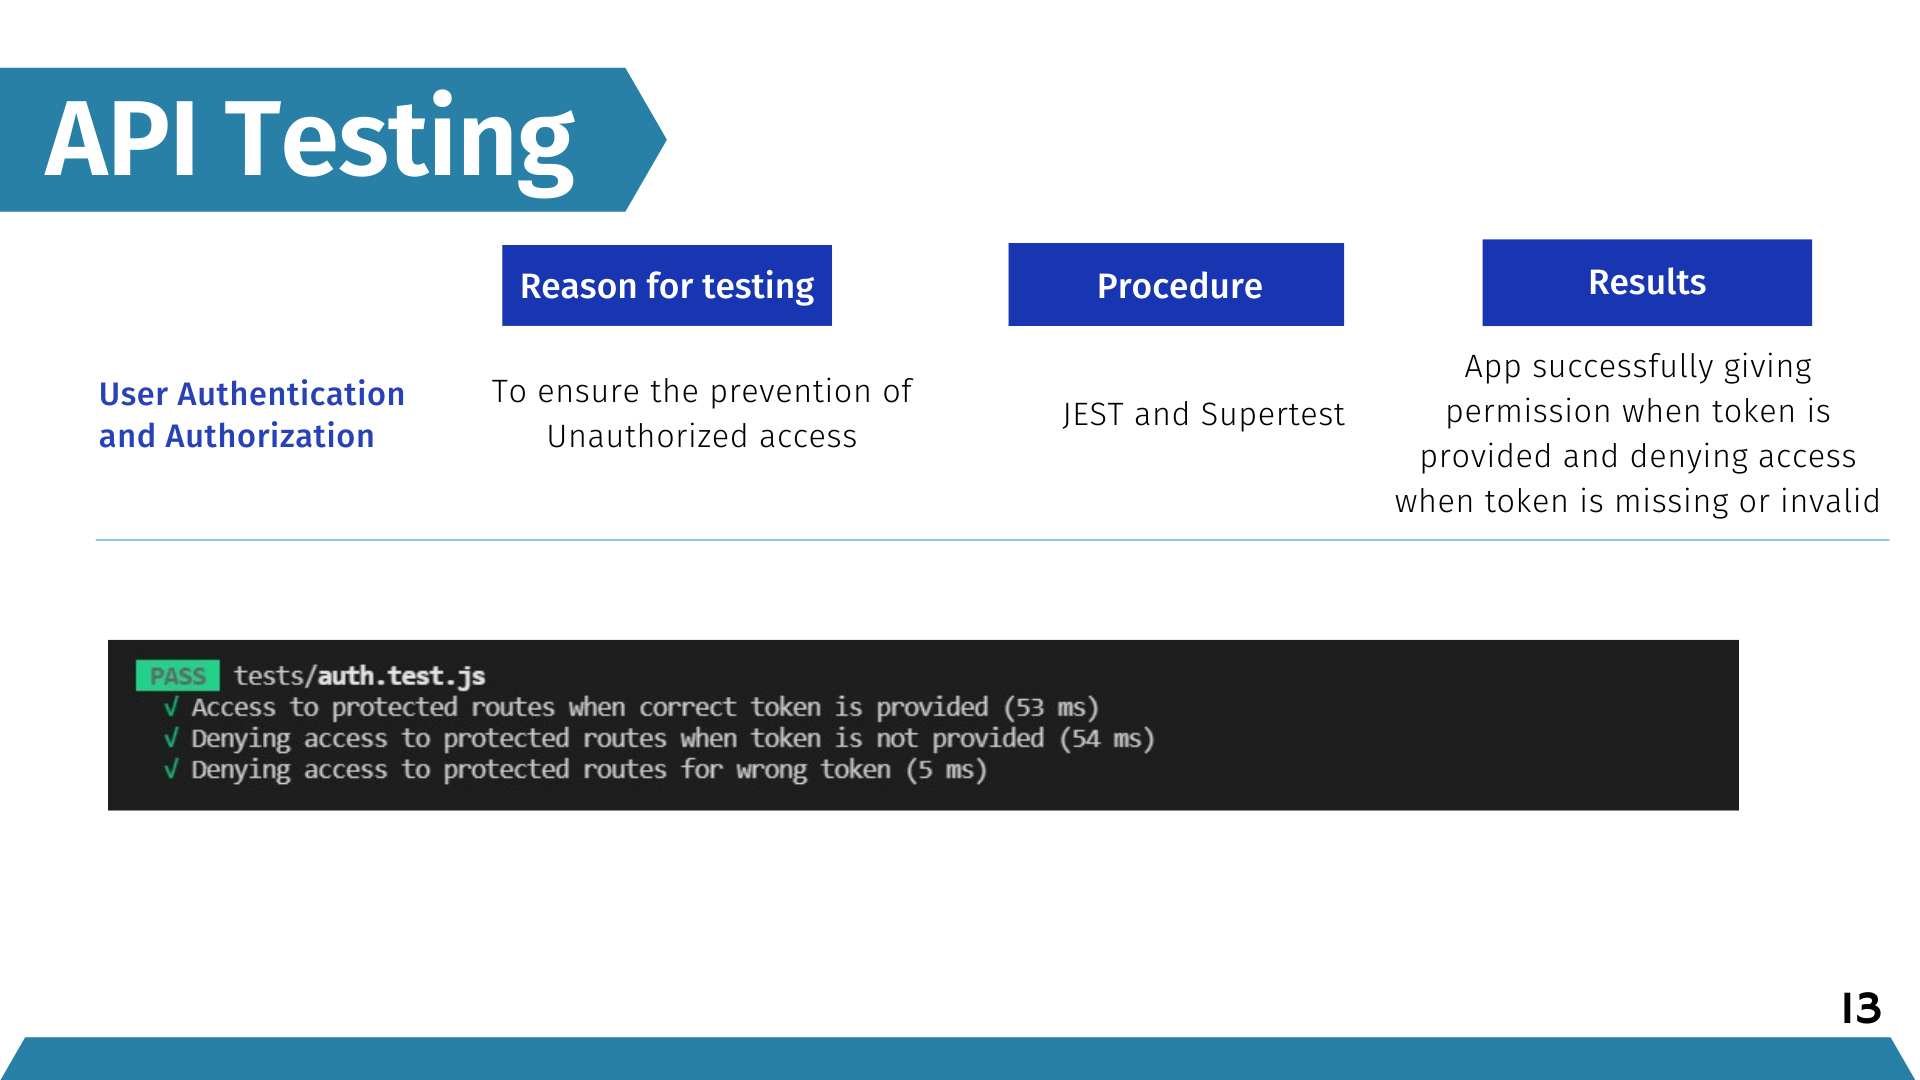 API Testing
Reason for testing
Procedure
Results
User Authentication
and Authorization
To ensure the prevention of
Unauthorized access
JEST and Supertest
App successfully giving
permission when token is
provided and denying access
when token is missing or invalid
PASS tests/auth.test.js
√ Access to protected routes when correct token is provided (53 ms)
√ Denying access to protected routes when token is not provided (54 ms)
√ Denying access to protected routes for wrong token (5 ms)
13